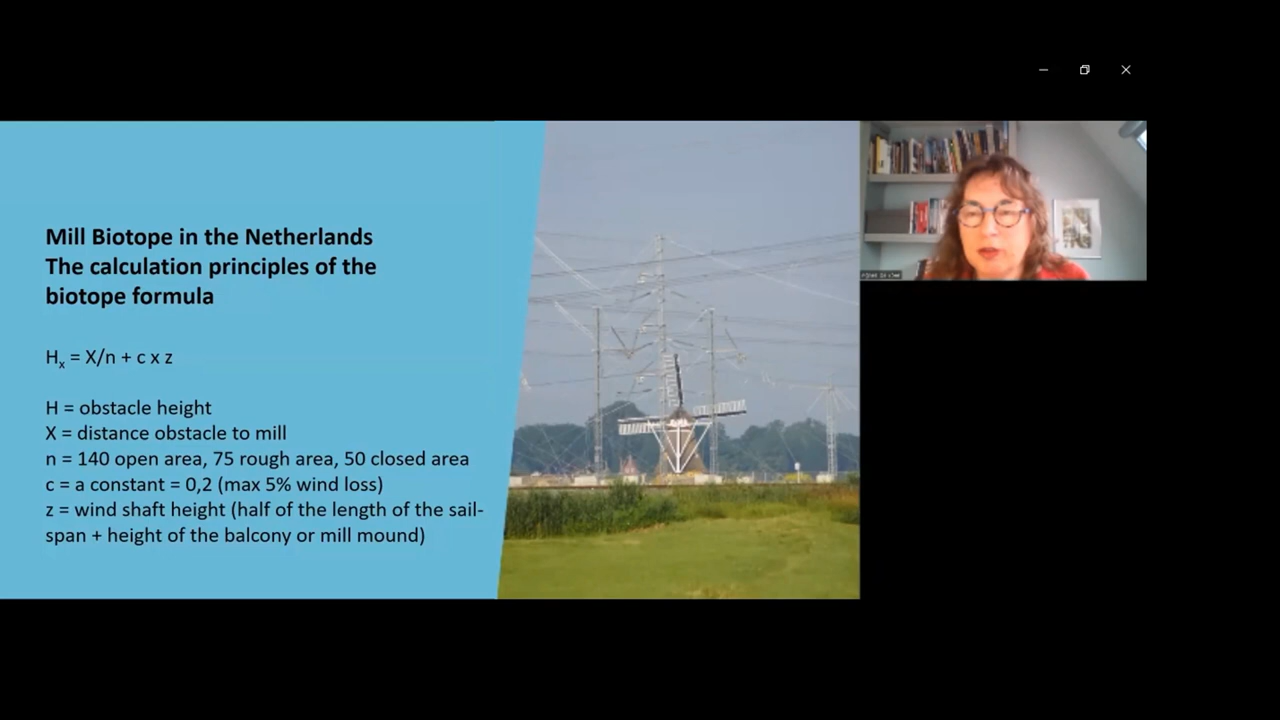 Mill Biotope in the Netherlands
The calculation principles of the
biotope formula
Hₓ = X/n + c x z
H = obstacle height
X = distance obstacle to mill
n = 140 open area, 75 rough area, 50 closed area
c = a constant = 0,2 (max 5% wind loss)
z = wind shaft height (half of the length of the sail-
span + height of the balcony or mill mound)